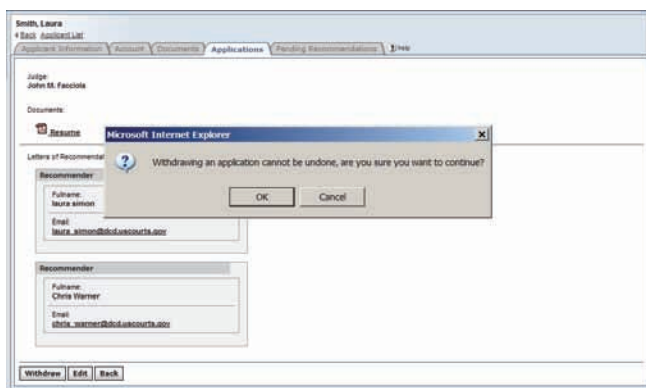 Smith, Laura
Back Applicant List
Applicant Information Account Documents Applications Pending Recommendations Help
Judge:
John M. Facciola
Documents:
Resume
Microsoft Internet Explorer
Withdrawing an application cannot be undone, are you sure you want to continue?
OK Cancel
Letters of Recommendat
Recommender
Fullname:
laura simon
Email:
laura_simon@dcd.uscourts.gov
Recommender
Fullname:
Chris Warner
Email:
chris_warner@dcd.uscourts.gov
Withdraw Edit Back